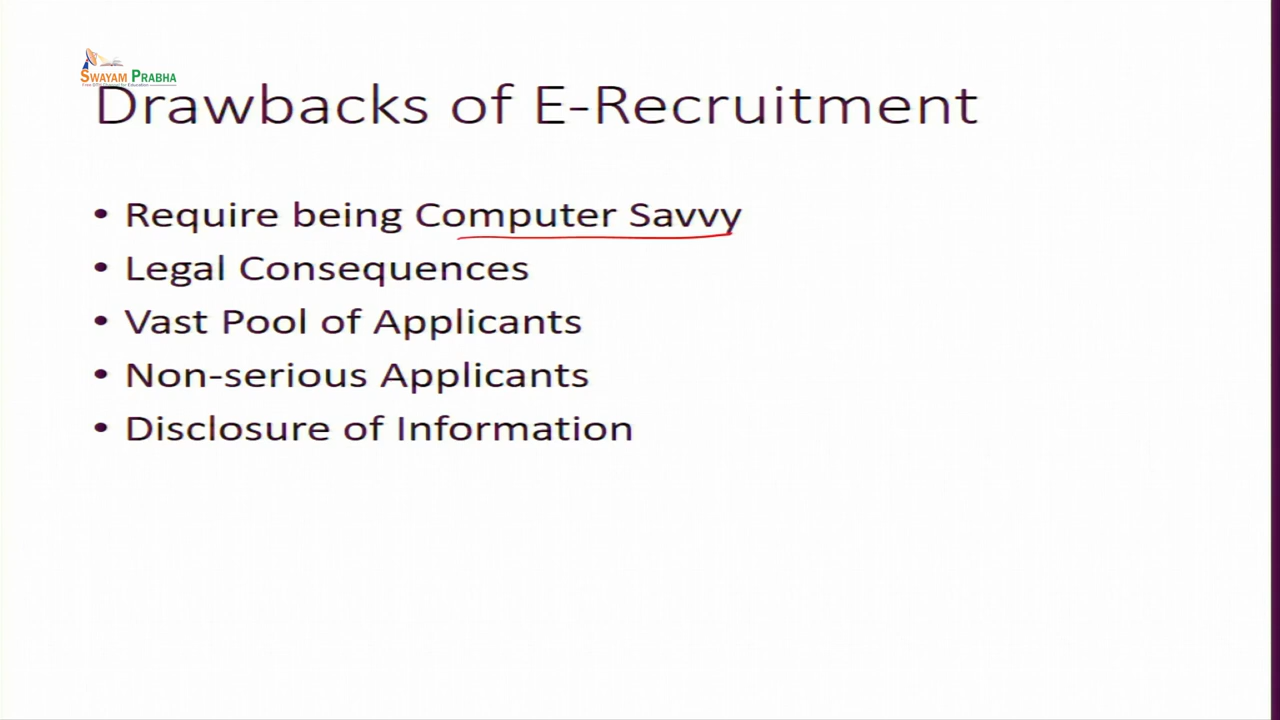 SWAYAM PRABHA
Drawbacks of E-Recruitment
• Require being Computer Savvy
• Legal Consequences
• Vast Pool of Applicants
• Non-serious Applicants
• Disclosure of Information